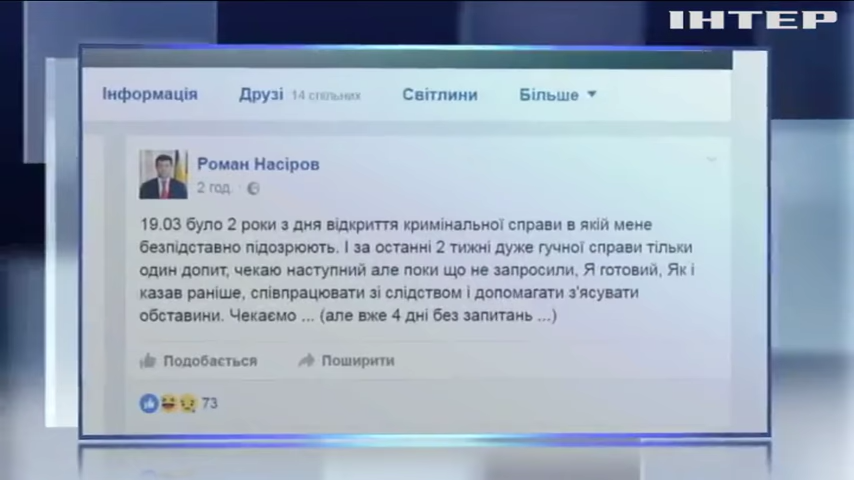 ІНТЕР
Інформація Друзі 14 спільних Світлини Більше
Роман Насіров
2 год.
19.03 було 2 роки з дня відкриття кримінальної справи в якій мене
безпідставно підозрюють. І за останні 2 тижні дуже гучної справи тільки
один допит, чекаю наступний але поки що не запросили, Я готовий, Як і
казав раніше, співпрацювати зі слідством і допомагати з'ясувати
обставини. Чекаємо ... (але вже 4 дні без запитань ...)
Подобається Поширити
73